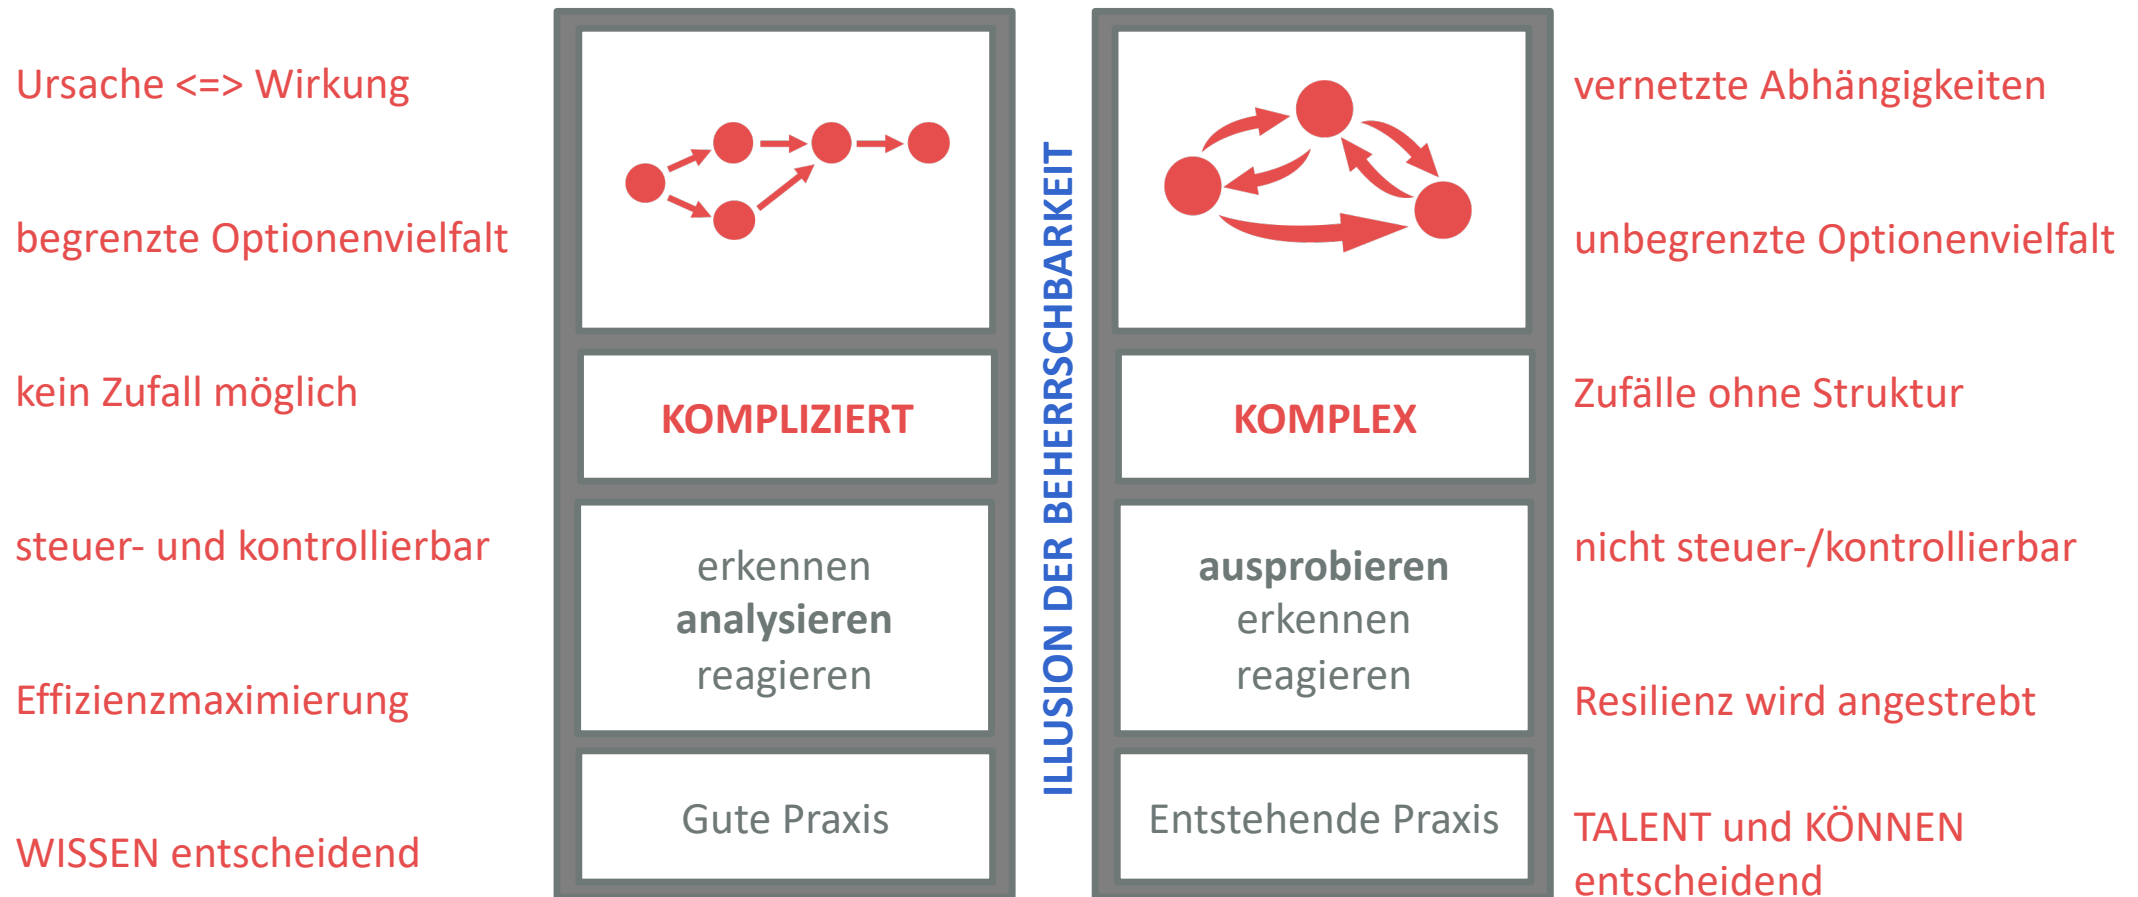 Ursache <=> Wirkung
begrenzte Optionenvielfalt
kein Zufall möglich
steuer- und kontrollierbar
Effizienzmaximierung
WISSEN entscheidend
KOMPLIZIERT
erkennen
analysieren
reagieren
Gute Praxis
ILLUSION DER BEHERRSCHBARKEIT
KOMPLEX
ausprobieren
erkennen
reagieren
Entstehende Praxis
vernetzte Abhängigkeiten
unbegrenzte Optionenvielfalt
Zufälle ohne Struktur
nicht steuer-/kontrollierbar
Resilienz wird angestrebt
TALENT und KÖNNEN
entscheidend